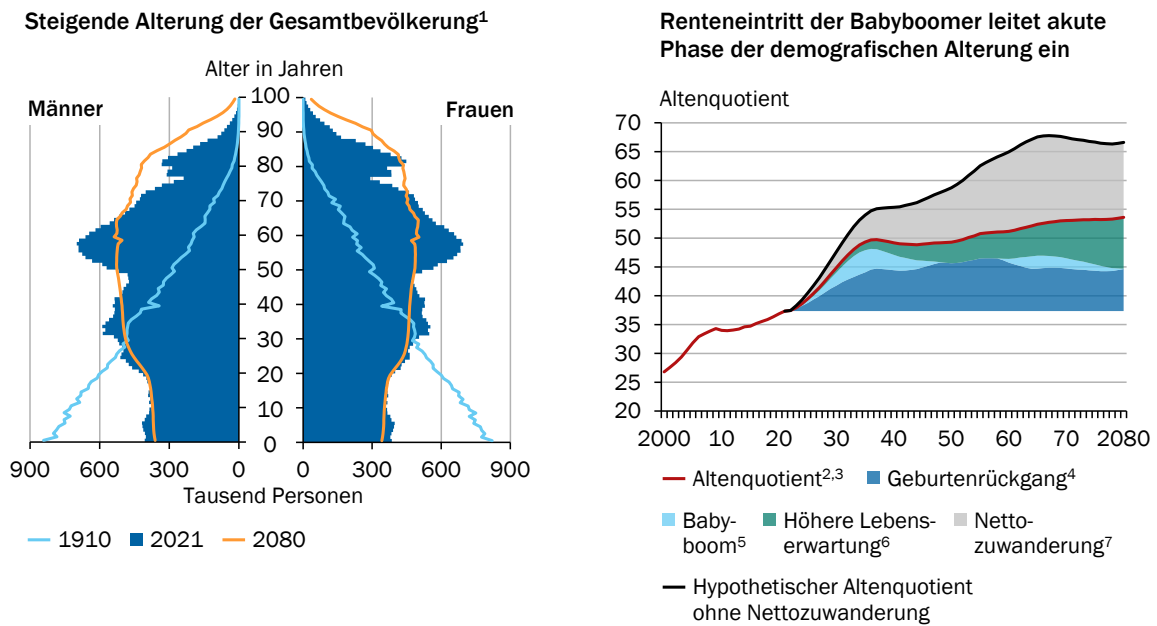 Steigende Alterung der Gesamtbevölkerung¹
Alter in Jahren
Männer
Frauen
100
90
80
70
60
50
40
30
20
10
0
900 600 300 0
0 300 600 900
Tausend Personen
1910 2021 2080
Renteneintritt der Babyboomer leitet akute
Phase der demografischen Alterung ein
Altenquotient
70
65
60
55
50
45
40
35
30
25
20
2000 10 20 30 40 50 60 70 2080
Altenquotient²,³ Geburtenrückgang⁴
Baby-
boom⁵
Höhere Lebens-
erwartung⁶
Netto-
zuwanderung⁷
Hypothetischer Altenquotient
ohne Nettozuwanderung